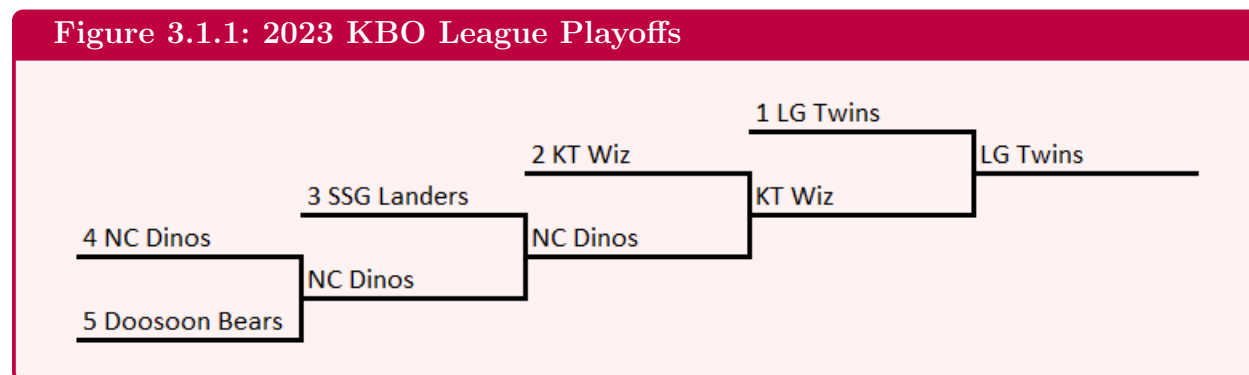 Figure 3.1.1: 2023 KBO League Playoffs
1 LG Twins
2 KT Wiz
LG Twins
3 SSG Landers
KT Wiz
4 NC Dinos
NC Dinos
NC Dinos
5 Doosoon Bears